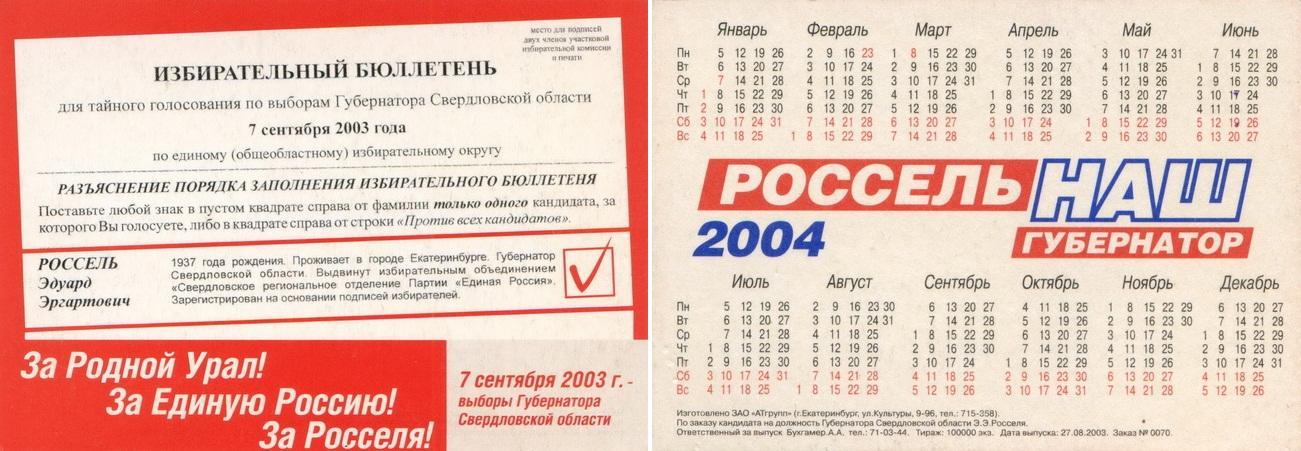 место для подписей
двух членов участковой
избирательной комиссии
и печати
ИЗБИРАТЕЛЬНЫЙ БЮЛЛЕТЕНЬ
для тайного голосования по выборам Губернатора Свердловской области
7 сентября 2003 года
по единому (общеобластному) избирательному округу
РАЗЪЯСНЕНИЕ ПОРЯДКА ЗАПОЛНЕНИЯ ИЗБИРАТЕЛЬНОГО БЮЛЛЕТЕНЯ
Поставьте любой знак в пустом квадрате справа от фамилии только одного кандидата, за
которого Вы голосуете, либо в квадрате справа от строки «Против всех кандидатов».
РОССЕЛЬ
Эдуард
Эргартович
1937 года рождения. Проживает в городе Екатеринбурге. Губернатор
Свердловской области. Выдвинут избирательным объединением
«Свердловское региональное отделение Партии «Единая Россия».
Зарегистрирован на основании подписей избирателей.
За Родной Урал!
За Единую Россию!
За Росселя!
7 сентября 2003 г. -
выборы Губернатора
Свердловской области
Январь Февраль Март Апрель Май Июнь
Пн 5 12 19 26 2 9 16 23 1 8 15 22 29 5 12 19 26 3 10 17 24 31 7 14 21 28
Вт 6 13 20 27 3 10 17 24 2 9 16 23 30 6 13 20 27 4 11 18 25 1 8 15 22 29
Ср 7 14 21 28 4 11 18 25 3 10 17 24 31 7 14 21 28 5 12 19 26 2 9 16 23 30
Чт 1 8 15 22 29 5 12 19 26 4 11 18 25 1 8 15 22 29 6 13 20 27 3 10 17 24
Пт 2 9 16 23 30 6 13 20 27 5 12 19 26 2 9 16 23 30 7 14 21 28 4 11 18 25
Сб 3 10 17 24 31 7 14 21 28 6 13 20 27 3 10 17 24 1 8 15 22 29 5 12 19 26
Вс 4 11 18 25 1 8 15 22 29 7 14 21 28 4 11 18 25 2 9 16 23 30 6 13 20 27
РОССЕЛЬ НАШ
2004 ГУБЕРНАТОР
Июль Август Сентябрь Октябрь Ноябрь Декабрь
Пн 5 12 19 26 2 9 16 23 30 6 13 20 27 4 11 18 25 1 8 15 22 29 6 13 20 27
Вт 6 13 20 27 3 10 17 24 31 7 14 21 28 5 12 19 26 2 9 16 23 30 7 14 21 28
Ср 7 14 21 28 4 11 18 25 1 8 15 22 29 6 13 20 27 3 10 17 24 1 8 15 22 29
Чт 1 8 15 22 29 5 12 19 26 2 9 16 23 30 7 14 21 28 4 11 18 25 2 9 16 23 30
Пт 2 9 16 23 30 6 13 20 27 3 10 17 24 1 8 15 22 29 5 12 19 26 3 10 17 24 31
Сб 3 10 17 24 31 7 14 21 28 4 11 18 25 2 9 16 23 30 6 13 20 27 4 11 18 25
Вс 4 11 18 25 1 8 15 22 29 5 12 19 26 3 10 17 24 31 7 14 21 28 5 12 19 26
Изготовлено ЗАО «АТгрупп» (г.Екатеринбург, ул.Культуры, 9-96, тел.: 715-358).
По заказу кандидата на должность Губернатора Свердловской области Э.Э.Росселя.
Ответственный за выпуск Бухгамер.А.А. тел.: 71-03-44. Тираж: 100000 экз. Дата выпуска: 27.08.2003. Заказ № 0070.